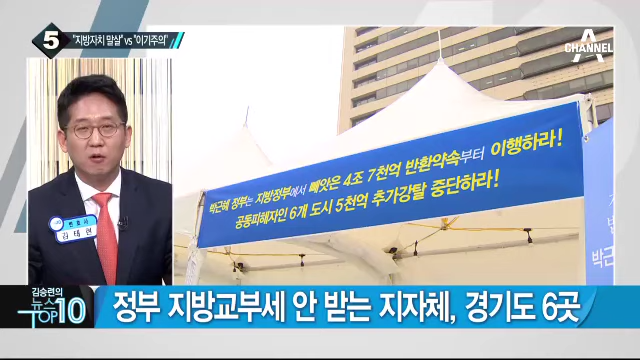 5 "지방자치 말살" vs "이기주의"
CHANNEL A
박근혜 정부는 지방정부에서 빼앗은 4조 7천억 반환약속부터 이행하라!
공동피해자인 6개 도시 5천억 추가강탈 중단하라!
박근
변호사
김태현
김승련의
뉴스
TOP10
정부 지방교부세 안 받는 지자체, 경기도 6곳